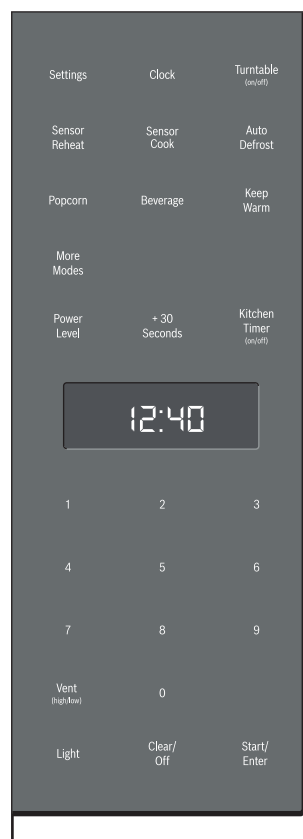 Settings Clock Turntable
(on/off)
Sensor Reheat Sensor Cook Auto Defrost
Popcorn Beverage Keep Warm
More Modes
Power Level + 30 Seconds Kitchen Timer
(on/off)
12:40
1 2 3
4 5 6
7 8 9
Vent
(high/low)
0
Light Clear/ Off Start/ Enter